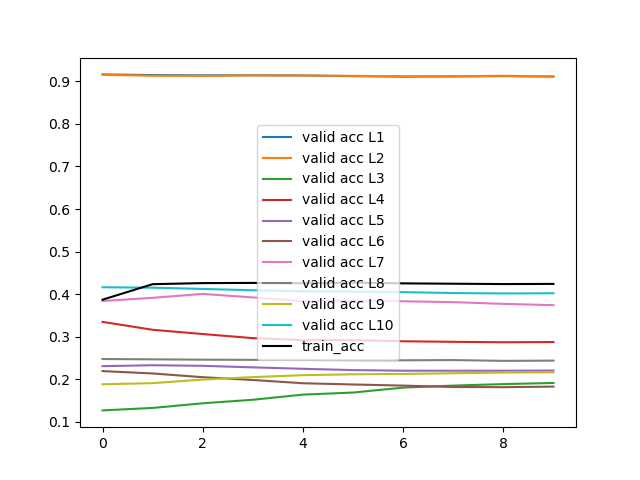 0.9
0.8
0.7
0.6
0.5
0.4
0.3
0.2
0.1
0
2
4
6
8
valid acc L1
valid acc L2
valid acc L3
valid acc L4
valid acc L5
valid acc L6
valid acc L7
valid acc L8
valid acc L9
valid acc L10
train_acc